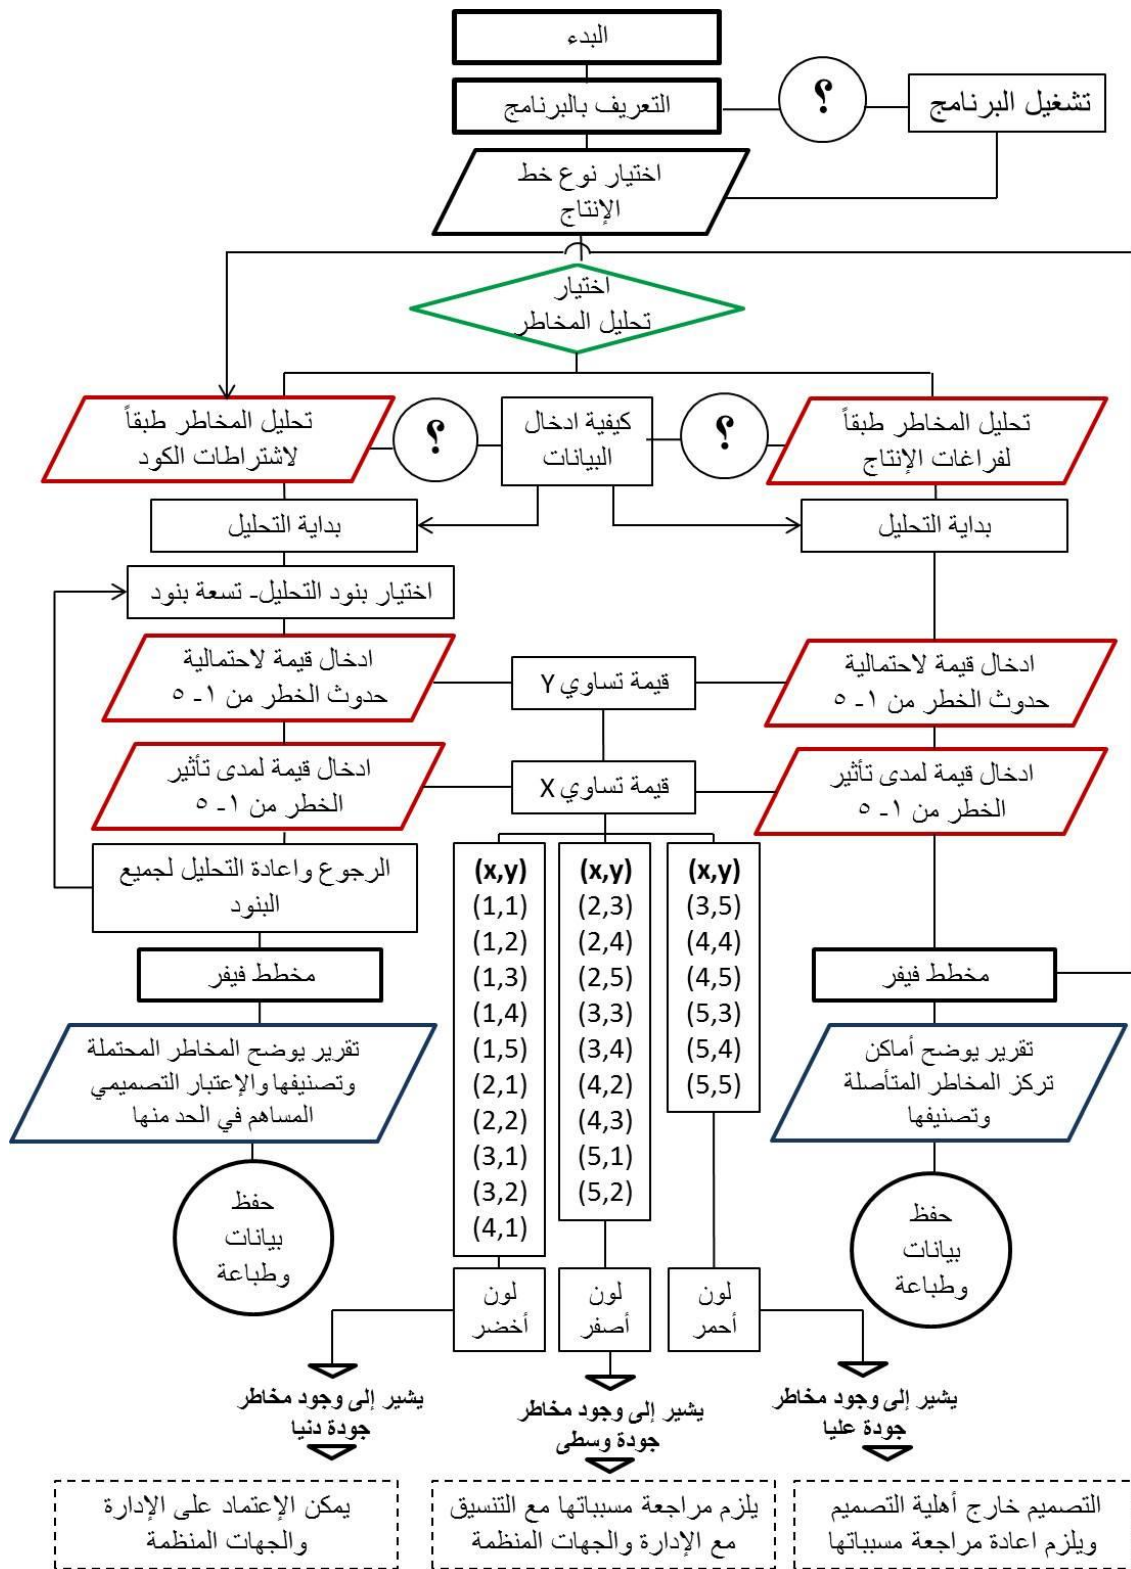 البدء
التعريف بالبرنامج
؟
تشغيل البرنامج
اختيار نوع خط
الإنتاج
اختيار
تحليل المخاطر
تحليل المخاطر طبقاً
لفراغات الإنتاج
؟
كيفية ادخال
البيانات
؟
تحليل المخاطر طبقاً
لاشتراطات الكود
بداية التحليل
بداية التحليل
اختيار بنود التحليل- تسعة بنود
ادخال قيمة لاحتمالية
حدوث الخطر من ١- ٥
قيمة تساوي Y
ادخال قيمة لاحتمالية
حدوث الخطر من ١- ٥
ادخال قيمة لمدى تأثير
الخطر من ١- ٥
قيمة تساوي X
ادخال قيمة لمدى تأثير
الخطر من ١- ٥
الرجوع واعادة التحليل لجميع
البنود
(x,y)
(3,5)
(4,4)
(4,5)
(5,3)
(5,4)
(5,5)
(x,y)
(2,3)
(2,4)
(2,5)
(3,3)
(3,4)
(4,2)
(4,3)
(5,1)
(5,2)
(x,y)
(1,1)
(1,2)
(1,3)
(1,4)
(1,5)
(2,1)
(2,2)
(3,1)
(3,2)
(4,1)
مخطط فيفر
مخطط فيفر
تقرير يوضح أماكن
تركز المخاطر المتأصلة
وتصنيفها
تقرير يوضح المخاطر المحتملة
وتصنيفها والإعتبار التصميمي
المساهم في الحد منها
حفظ
بيانات
وطباعة
حفظ
بيانات
وطباعة
لون
أحمر
لون
أصفر
لون
أخضر
يشير إلى وجود مخاطر
جودة عليا
يشير إلى وجود مخاطر
جودة وسطى
يشير إلى وجود مخاطر
جودة دنيا
التصميم خارج أهلية التصميم
ويلزم اعادة مراجعة مسبباتها
يلزم مراجعة مسبباتها مع التنسيق
مع الإدارة والجهات المنظمة
يمكن الإعتماد على الإدارة
والجهات المنظمة